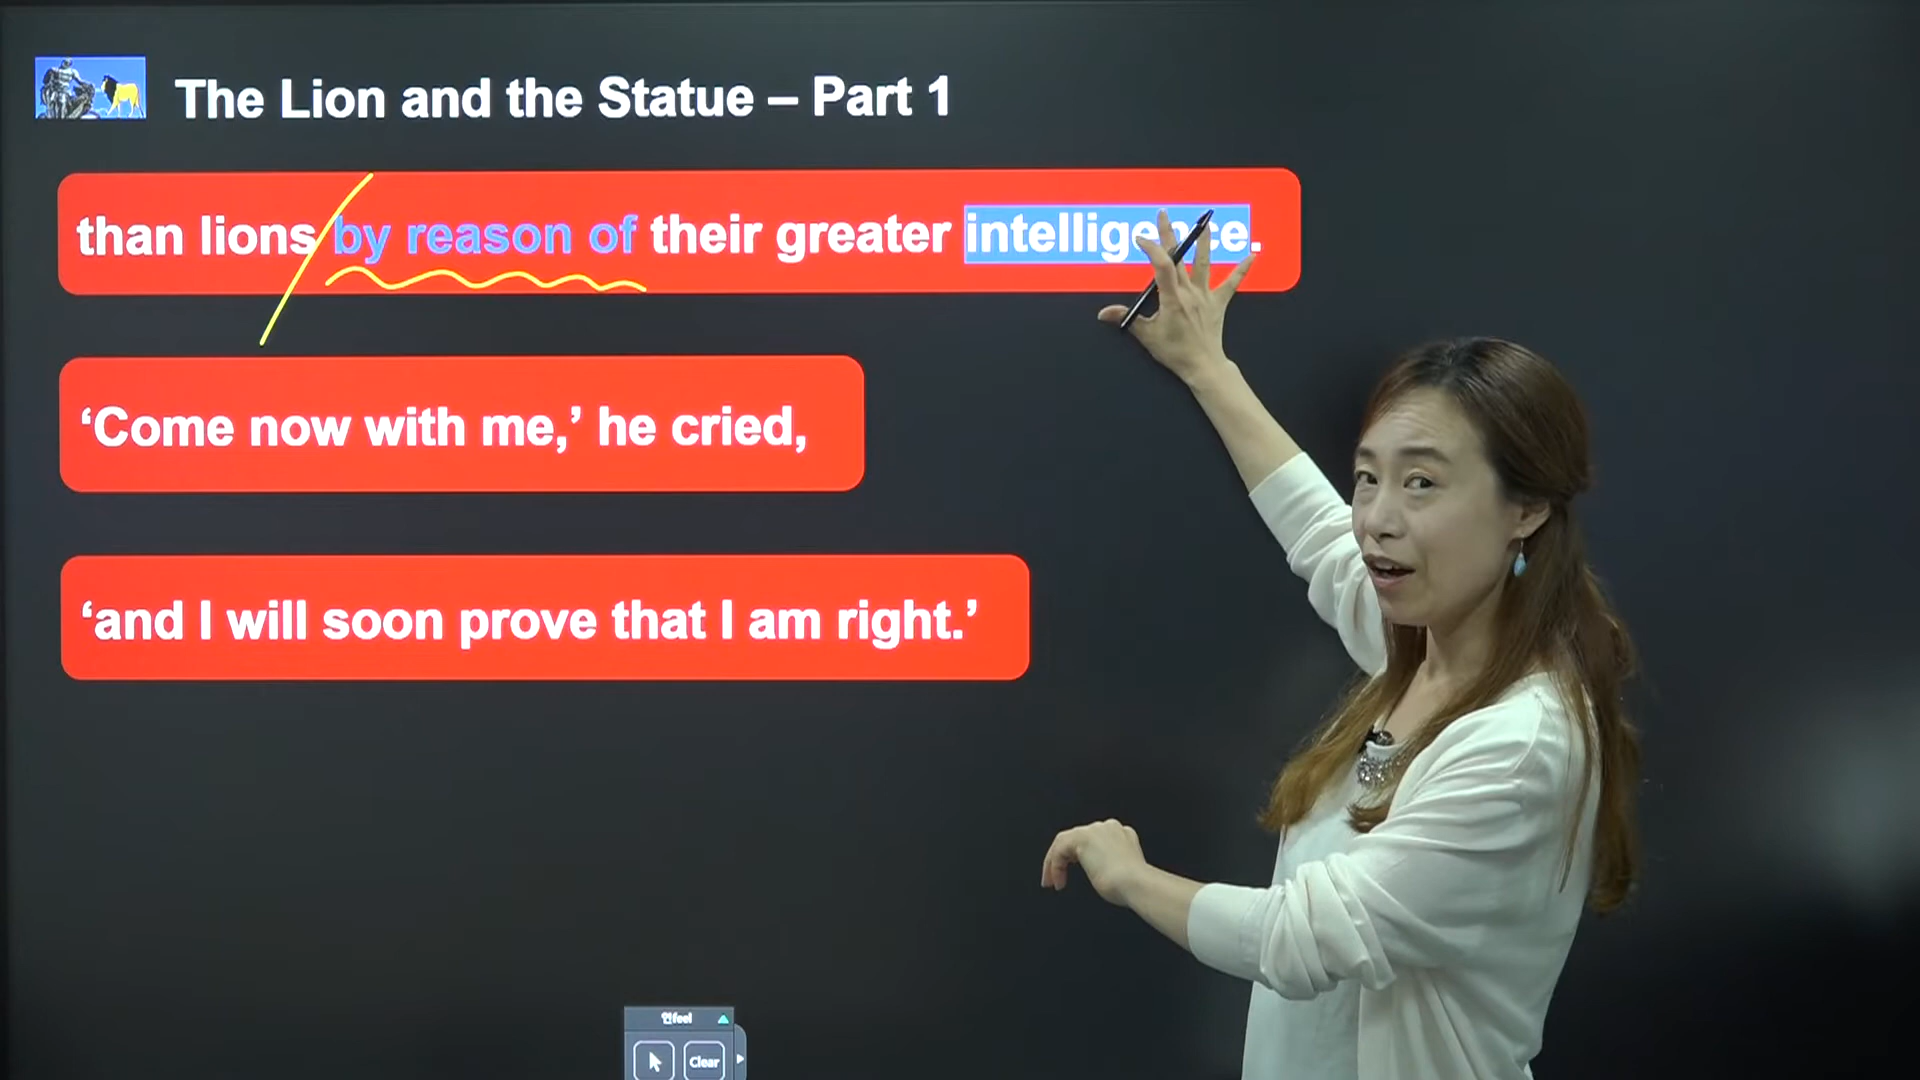 The Lion and the Statue – Part 1
than lions by reason of their greater intelligence.
‘Come now with me,’ he cried,
‘and I will soon prove that I am right.’
Clear